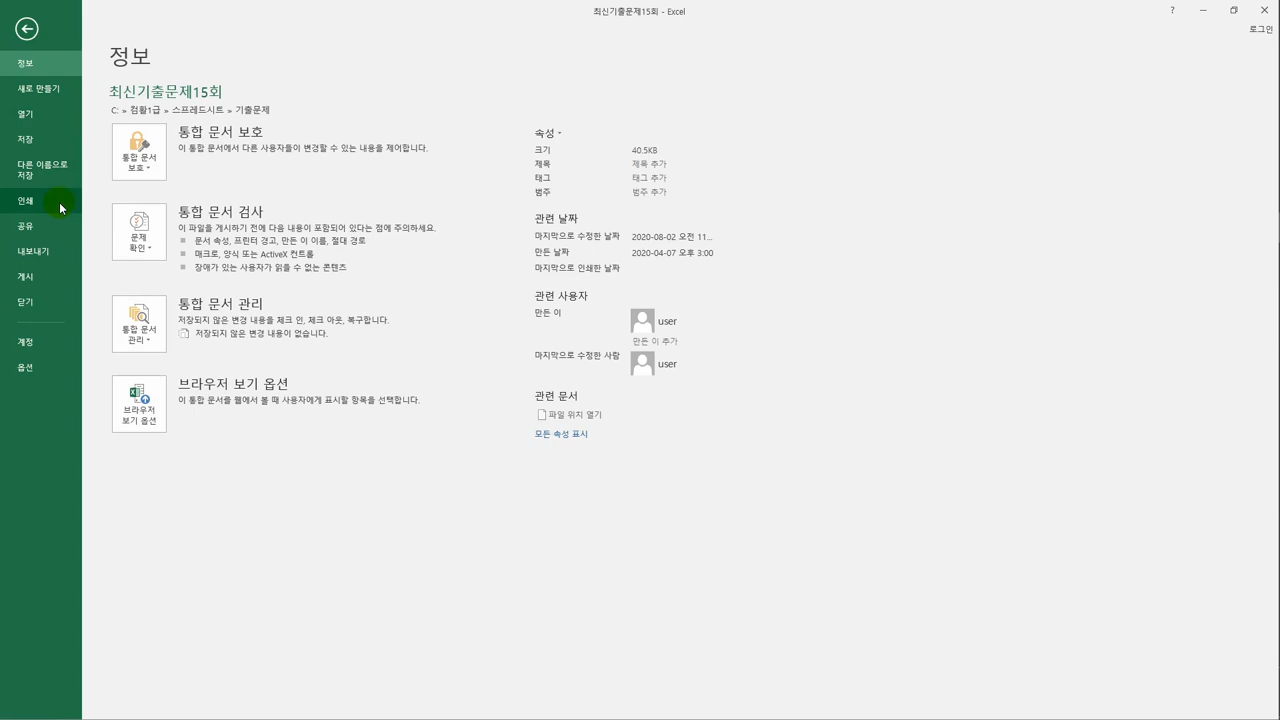 최신기출문제15회 - Excel
?
로그인
정보
새로 만들기
열기
저장
다른 이름으로
저장
인쇄
공유
내보내기
게시
닫기
계정
옵션
정보
최신기출문제15회
C: » 컴활1급 » 스프레드시트 » 기출문제
통합 문서
보호
통합 문서 보호
이 통합 문서에서 다른 사용자들이 변경할 수 있는 내용을 제어합니다.
문제
확인
통합 문서 검사
이 파일을 게시하기 전에 다음 내용이 포함되어 있다는 점에 주의하세요.
문서 속성, 프린터 경고, 만든 이 이름, 절대 경로
매크로, 양식 또는 ActiveX 컨트롤
장애가 있는 사용자가 읽을 수 없는 콘텐츠
통합 문서
관리
통합 문서 관리
저장되지 않은 변경 내용을 체크 인, 체크 아웃, 복구합니다.
저장되지 않은 변경 내용이 없습니다.
브라우저
보기 옵션
브라우저 보기 옵션
이 통합 문서를 웹에서 볼 때 사용자에게 표시할 항목을 선택합니다.
속성
크기 40.5KB
제목 제목 추가
태그 태그 추가
범주 범주 추가
관련 날짜
마지막으로 수정한 날짜 2020-08-02 오전 11...
만든 날짜 2020-04-07 오후 3:00
마지막으로 인쇄한 날짜
관련 사용자
만든 이 user
만든 이 추가
마지막으로 수정한 사람 user
관련 문서
파일 위치 열기
모든 속성 표시